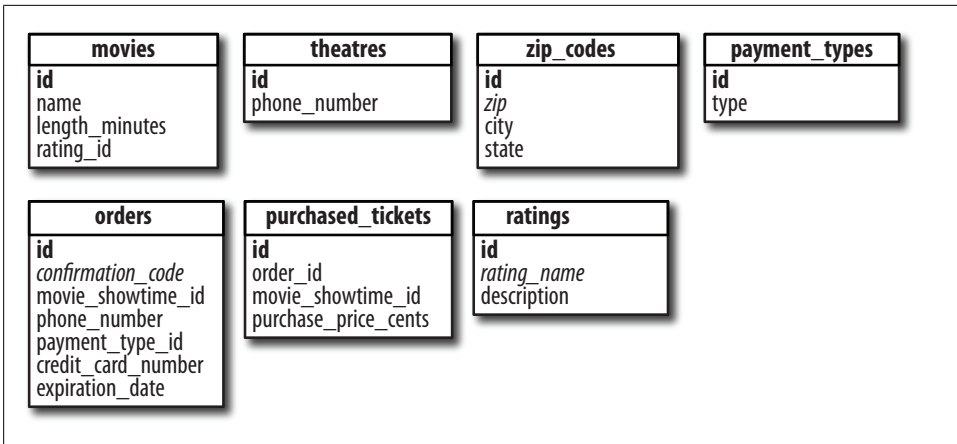 movies
id
name
length_minutes
rating_id
theatres
id
phone_number
zip_codes
id
zip
city
state
payment_types
id
type
orders
id
confirmation_code
movie_showtime_id
phone_number
payment_type_id
credit_card_number
expiration_date
purchased_tickets
id
order_id
movie_showtime_id
purchase_price_cents
ratings
id
rating_name
description